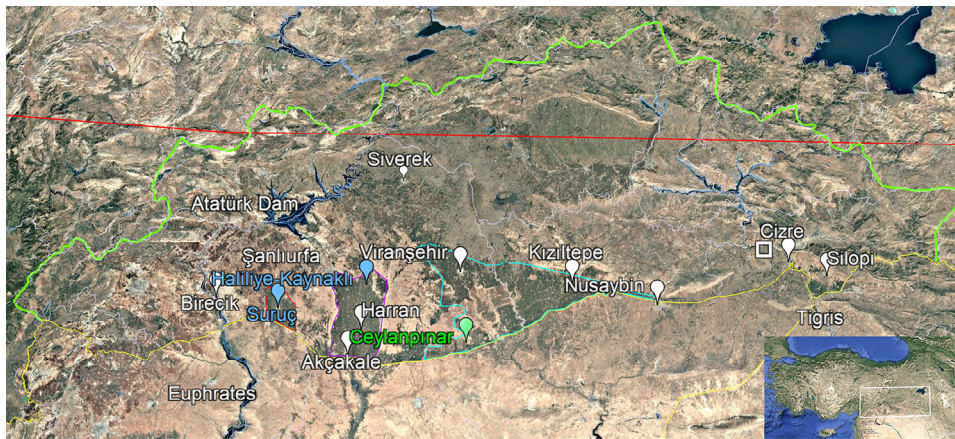 Siverek
Atatürk Dam
Şanlıurfa
Viranşehir
Kızıltepe
Cizre
Silopi
Haliliye-Kaynaklı
Nusaybin
Birecik
Suruç
Harran
Tigris
Ceylanpınar
Akçakale
Euphrates